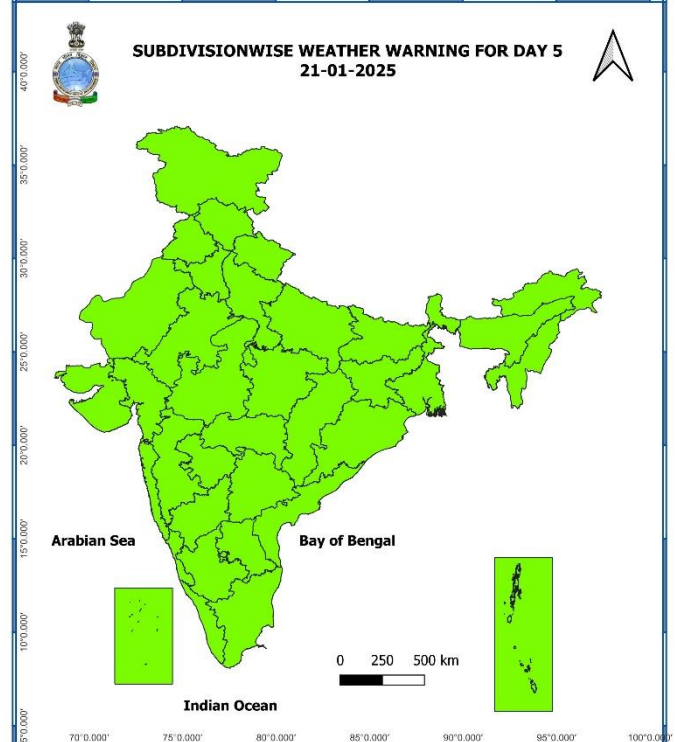 SUBDIVISIONWISE WEATHER WARNING FOR DAY 5
21-01-2025
40°0.000'
35°0.000'
30°0.000'
25°0.000'
20°0.000'
15°0.000'
10°0.000'
5°0.000'
Arabian Sea
Bay of Bengal
0 250 500 km
Indian Ocean
70°0.000' 75°0.000' 80°0.000' 85°0.000' 90°0.000' 95°0.000' 100°0.000'